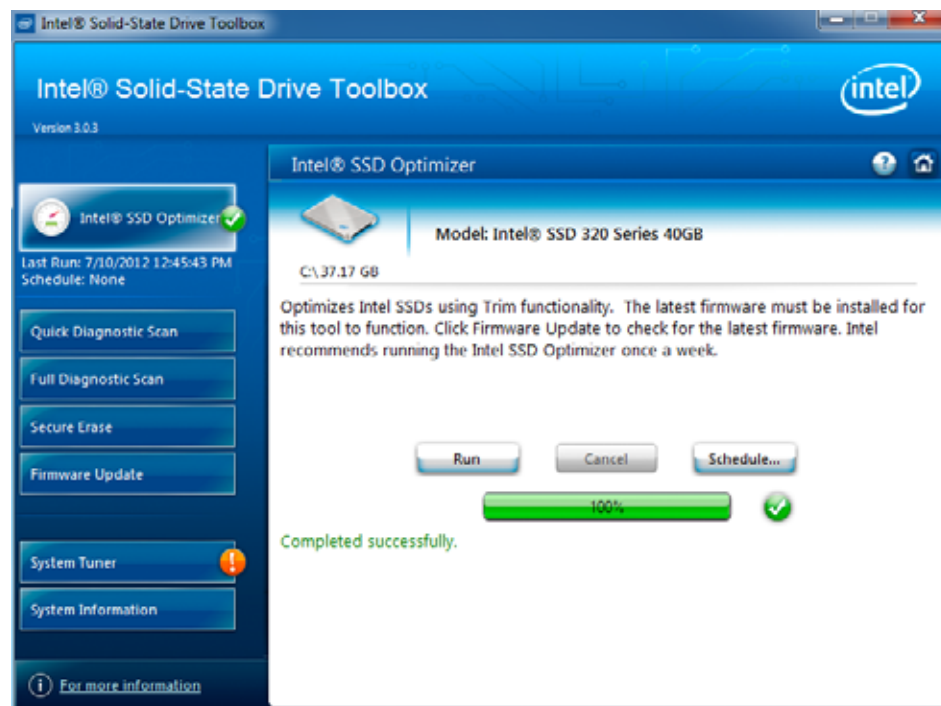 Intel® Solid-State Drive Toolbox
Intel® Solid-State Drive Toolbox
intel
Version 3.0.3
Intel® SSD Optimizer
?
Intel® SSD Optimizer
Last Run: 7/10/2012 12:45:43 PM
Schedule: None
Quick Diagnostic Scan
Full Diagnostic Scan
Secure Erase
Firmware Update
System Tuner
!
System Information
i
For more information
Model: Intel® SSD 320 Series 40GB
C:\ 37.17 GB
Optimizes Intel SSDs using Trim functionality. The latest firmware must be installed for
this tool to function. Click Firmware Update to check for the latest firmware. Intel
recommends running the Intel SSD Optimizer once a week.
Run
Cancel
Schedule...
100%
Completed successfully.